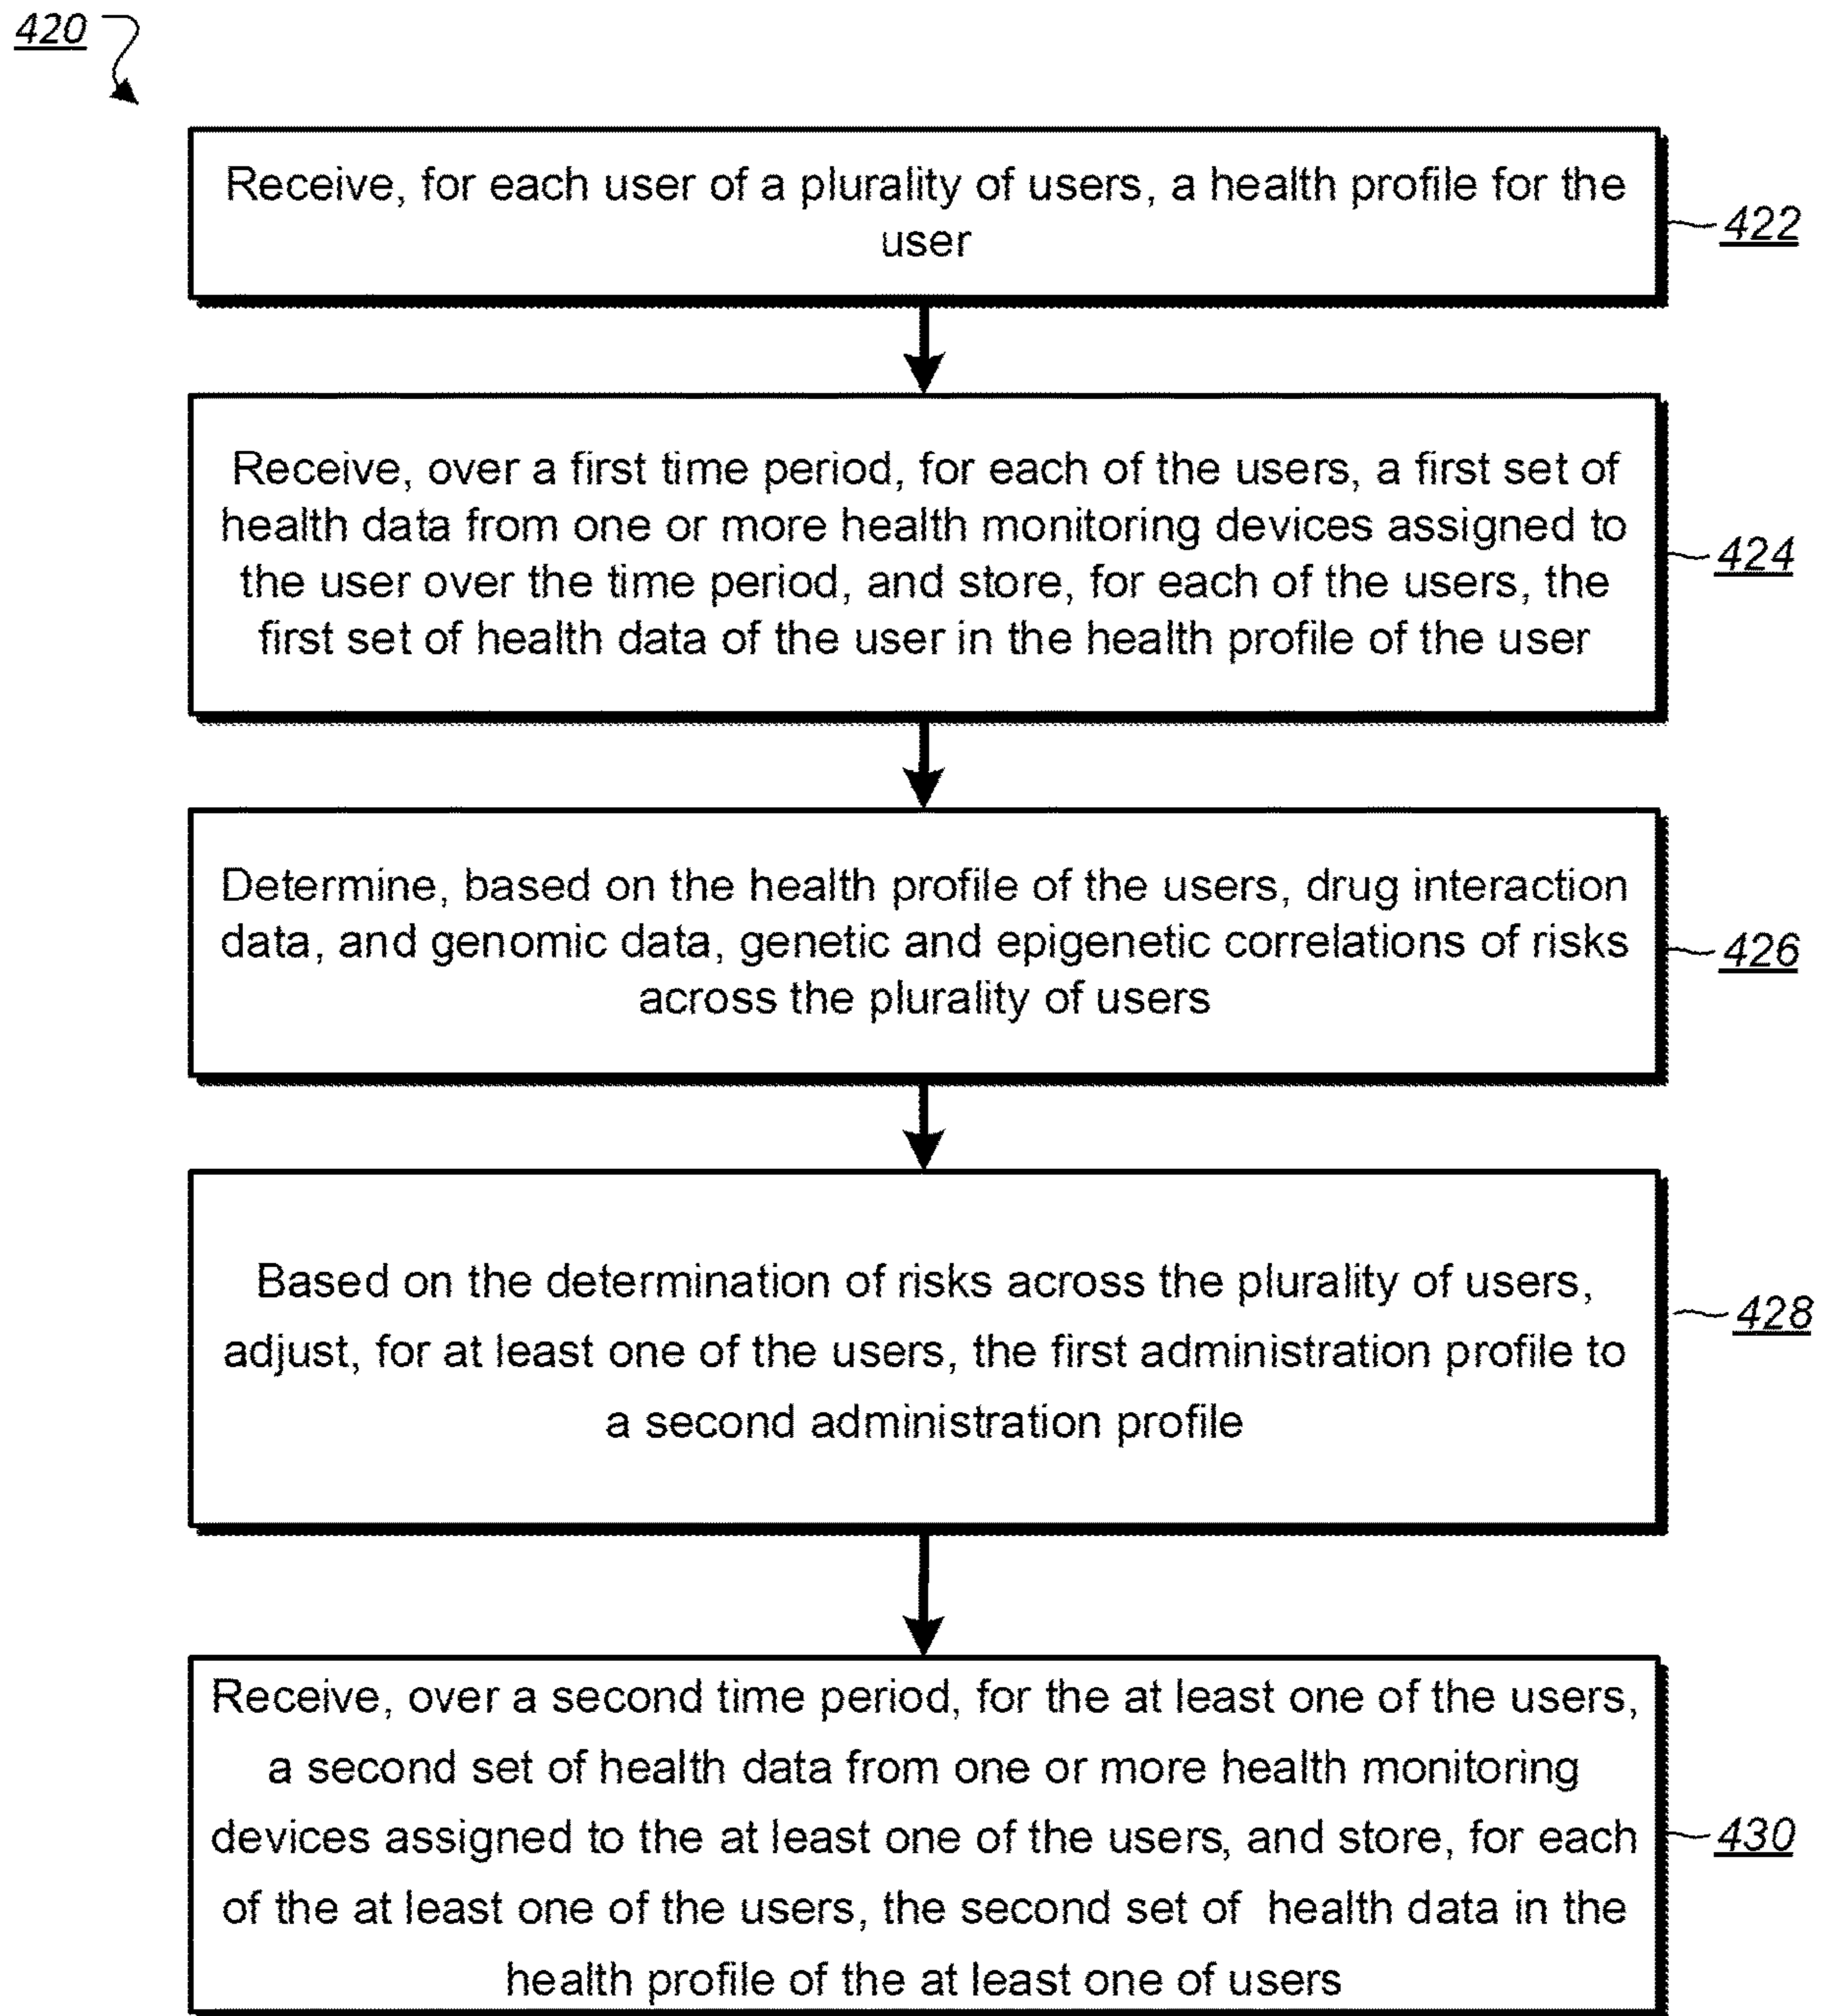 420
Receive, for each user of a plurality of users, a health profile for the
user
422
Receive, over a first time period, for each of the users, a first set of
health data from one or more health monitoring devices assigned to
the user over the time period, and store, for each of the users, the
first set of health data of the user in the health profile of the user
424
Determine, based on the health profile of the users, drug interaction
data, and genomic data, genetic and epigenetic correlations of risks
across the plurality of users
426
Based on the determination of risks across the plurality of users,
adjust, for at least one of the users, the first administration profile to
a second administration profile
428
Receive, over a second time period, for the at least one of the users,
a second set of health data from one or more health monitoring
devices assigned to the at least one of the users, and store, for each
of the at least one of the users, the second set of health data in the
health profile of the at least one of users
430